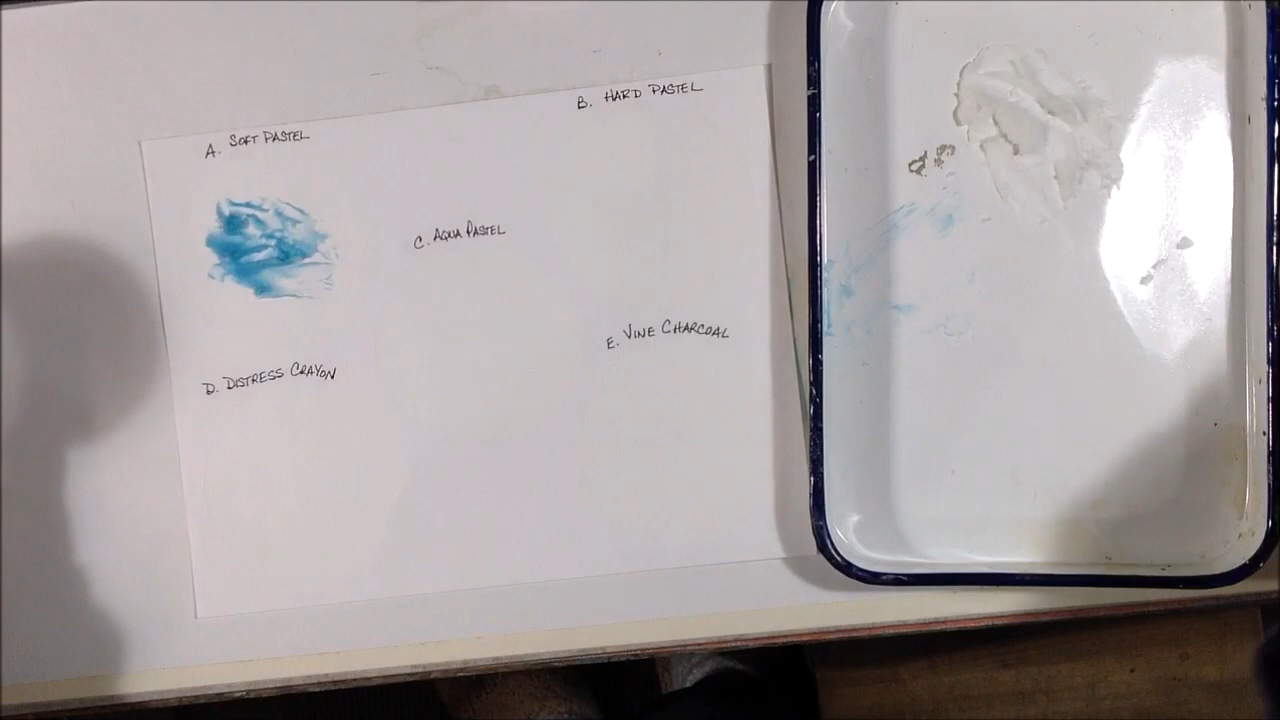 A. SOFT PASTEL
B. HARD PASTEL
C. AQUA PASTEL
D. DISTRESS CRAYON
E. VINE CHARCOAL